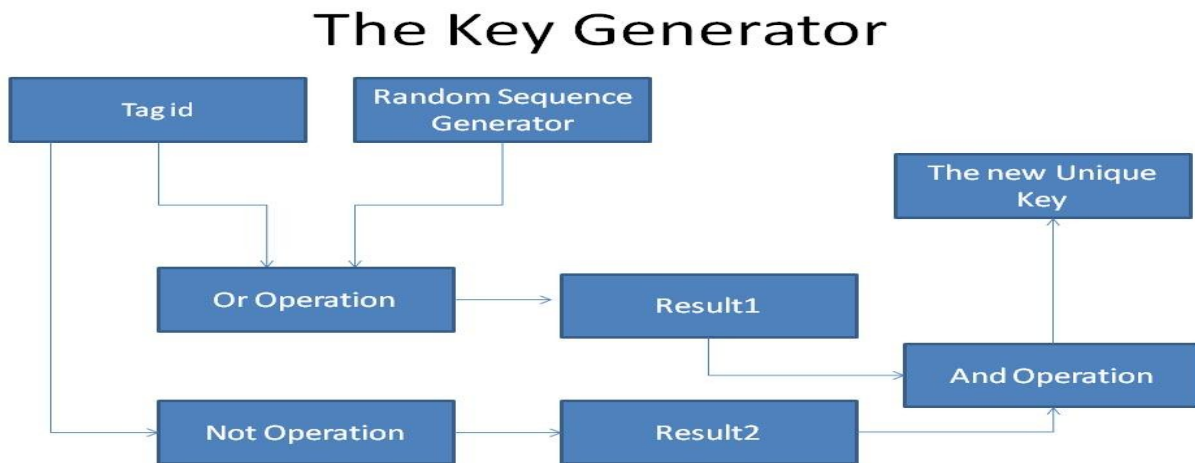 The Key Generator
Tag id
Random Sequence
Generator
The new Unique
Key
Or Operation
Result1
And Operation
Not Operation
Result2